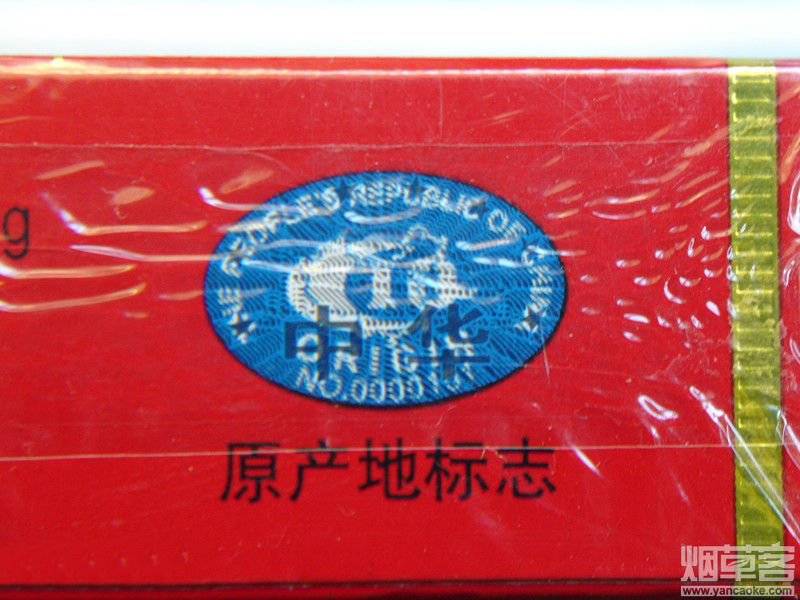 g
THE PEOPLE'S REPUBLIC OF CHINA
中华
ORIGIN
原产地标志
烟草客
www.yancaoke.com